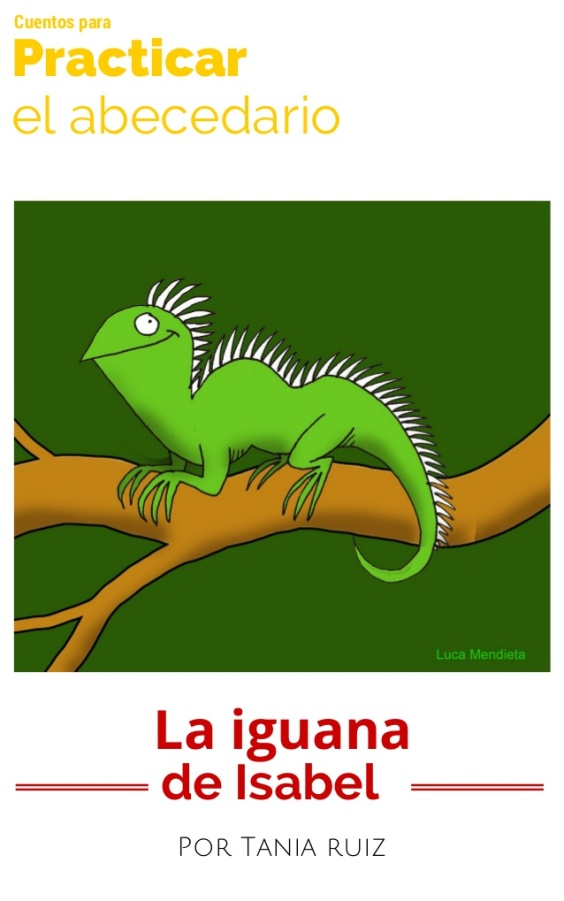 Cuentos para
Practicar
el abecedario
Luca Mendieta
La iguana
de Isabel
Por Tania ruiz